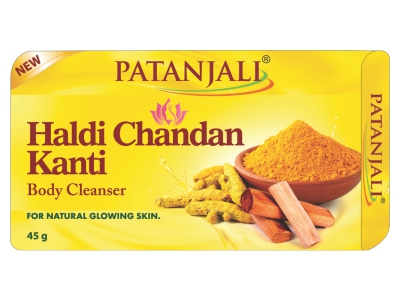 NEW
PATANJALI®
Haldi Chandan
Kanti
Body Cleanser
FOR NATURAL GLOWING SKIN.
45 g
PATANJALI®